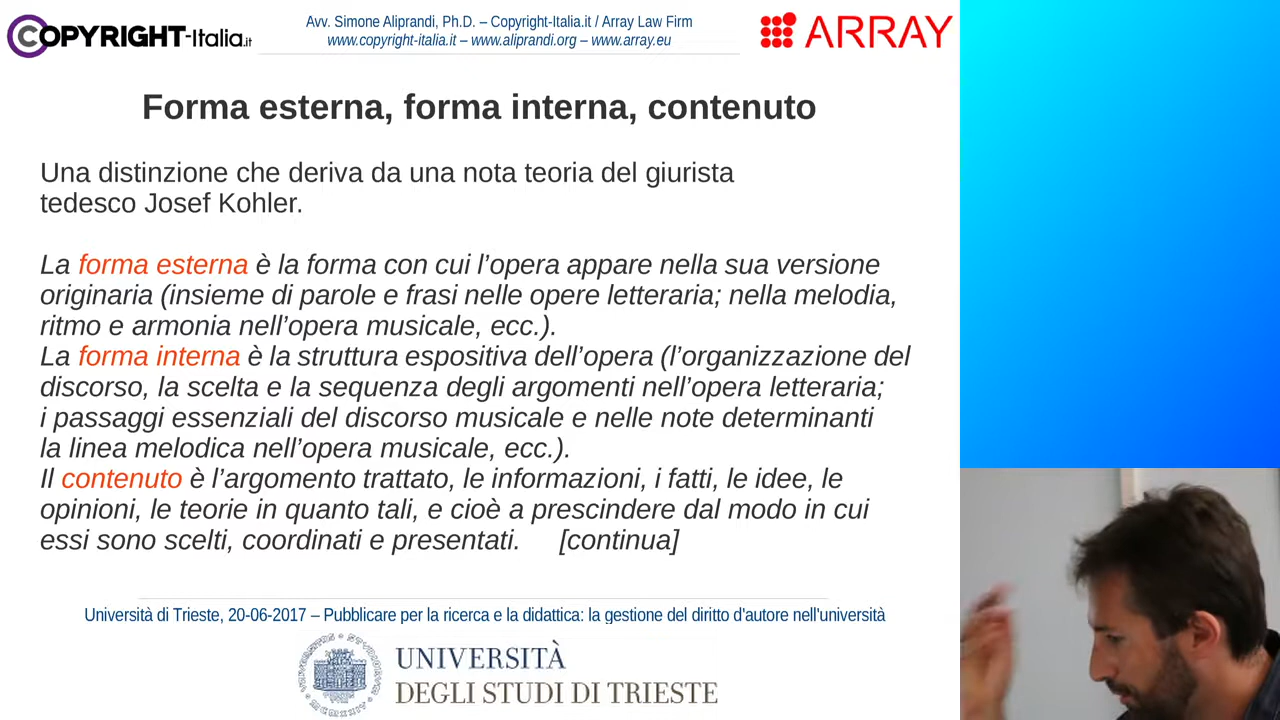 COPYRIGHT-Italia.it
Avv. Simone Aliprandi, Ph.D. – Copyright-Italia.it / Array Law Firm
www.copyright-italia.it – www.aliprandi.org – www.array.eu
ARRAY
Forma esterna, forma interna, contenuto
Una distinzione che deriva da una nota teoria del giurista
tedesco Josef Kohler.
La forma esterna è la forma con cui l’opera appare nella sua versione
originaria (insieme di parole e frasi nelle opere letteraria; nella melodia,
ritmo e armonia nell’opera musicale, ecc.).
La forma interna è la struttura espositiva dell’opera (l’organizzazione del
discorso, la scelta e la sequenza degli argomenti nell’opera letteraria;
i passaggi essenziali del discorso musicale e nelle note determinanti
la linea melodica nell’opera musicale, ecc.).
Il contenuto è l’argomento trattato, le informazioni, i fatti, le idee, le
opinioni, le teorie in quanto tali, e cioè a prescindere dal modo in cui
essi sono scelti, coordinati e presentati. [continua]
Università di Trieste, 20-06-2017 – Pubblicare per la ricerca e la didattica: la gestione del diritto d'autore nell'università
UNIVERSITÀ
DEGLI STUDI DI TRIESTE